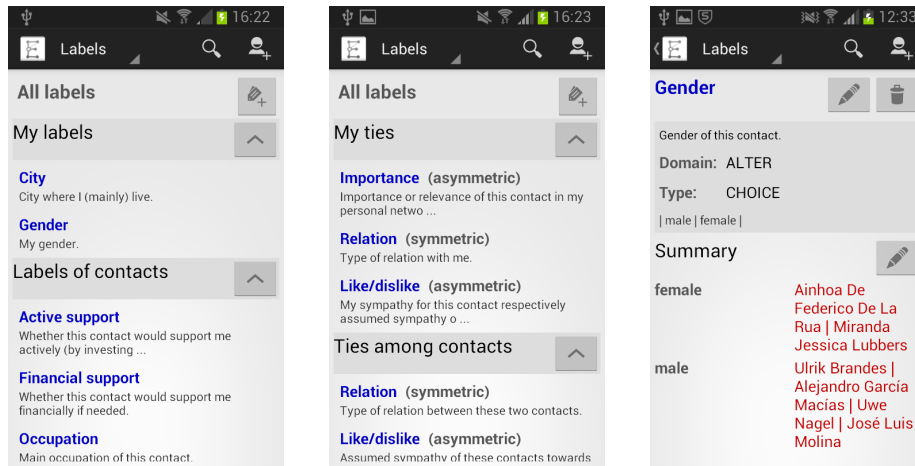 16:22
Labels
All labels
My labels
City
City where I (mainly) live.
Gender
My gender.
Labels of contacts
Active support
Whether this contact would support me
actively (by investing ...
Financial support
Whether this contact would support me
financially if needed.
Occupation
Main occupation of this contact.
16:23
Labels
All labels
My ties
Importance (asymmetric)
Importance or relevance of this contact in my
personal netwo ...
Relation (symmetric)
Type of relation with me.
Like/dislike (asymmetric)
My sympathy for this contact respectively
assumed sympathy o ...
Ties among contacts
Relation (symmetric)
Type of relation between these two contacts.
Like/dislike (asymmetric)
Assumed sympathy of these contacts towards
12:33
Labels
Gender
Gender of this contact.
Domain: ALTER
Type: CHOICE
| male | female |
Summary
female Ainhoa De
Federico De La
Rua | Miranda
Jessica Lubbers
male Ulrik Brandes |
Alejandro García
Macías | Uwe
Nagel | José Luis
Molina